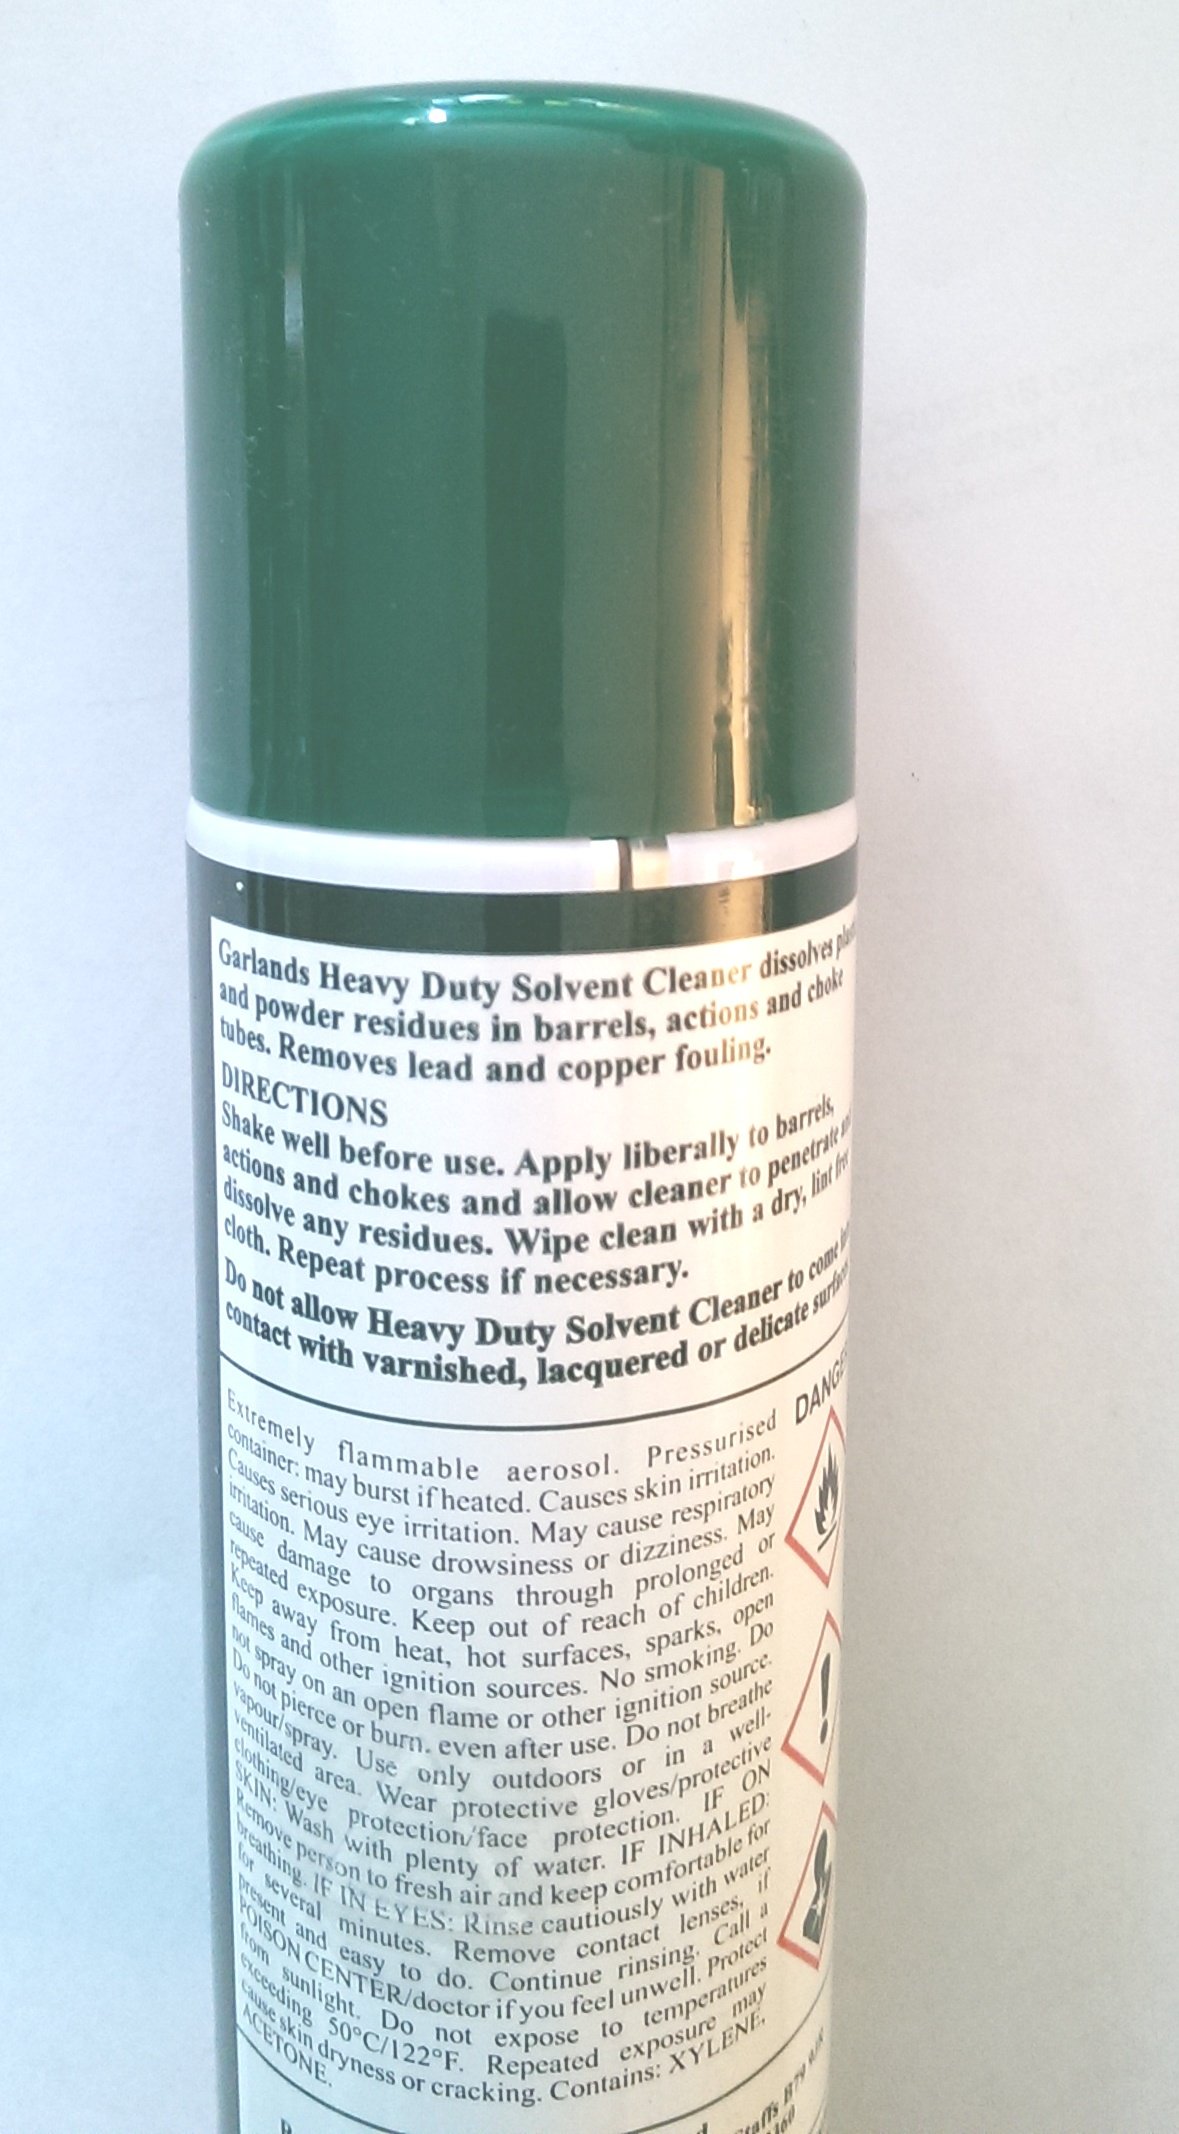 Garlands Heavy Duty Solvent Cleaner dissolves
and powder residues in barrels, actions and choke
tubes. Removes lead and copper fouling.
DIRECTIONS
Shake well before use. Apply liberally to barrels,
actions and chokes and allow cleaner to penetrate
dissolve any residues. Wipe clean with a dry, lint free
cloth. Repeat process if necessary.
Do not allow Heavy Duty Solvent Cleaner to come
contact with varnished, lacquered or delicate
DANGE
Extremely flammable aerosol. Pressurised
container: may burst if heated. Causes skin irritation.
Causes serious eye irritation. May cause respiratory
irritation. May cause drowsiness or dizziness. May
cause damage to organs through prolonged or
repeated exposure. Keep out of reach of children.
Keep away from heat, hot surfaces, sparks, open
flames and other ignition sources. No smoking. Do
not spray on an open flame or other ignition source.
Do not pierce or burn, even after use. Do not breathe
vapour/spray. Use only outdoors or in a well-
ventilated area. Wear protective gloves/protective
clothing/eye protection/face protection. IF ON
SKIN: Wash with plenty of water. IF INHALED:
Remove person to fresh air and keep comfortable for
breathing. IF IN EYES: Rinse cautiously with water
for several minutes. Remove contact lenses, if
present and easy to do. Continue rinsing. Call a
POISON CENTER/doctor if you feel unwell. Protect
from sunlight. Do not expose to temperatures
exceeding 50°C/122°F. Repeated exposure may
cause skin dryness or cracking. Contains: XYLENE,
ACETONE.